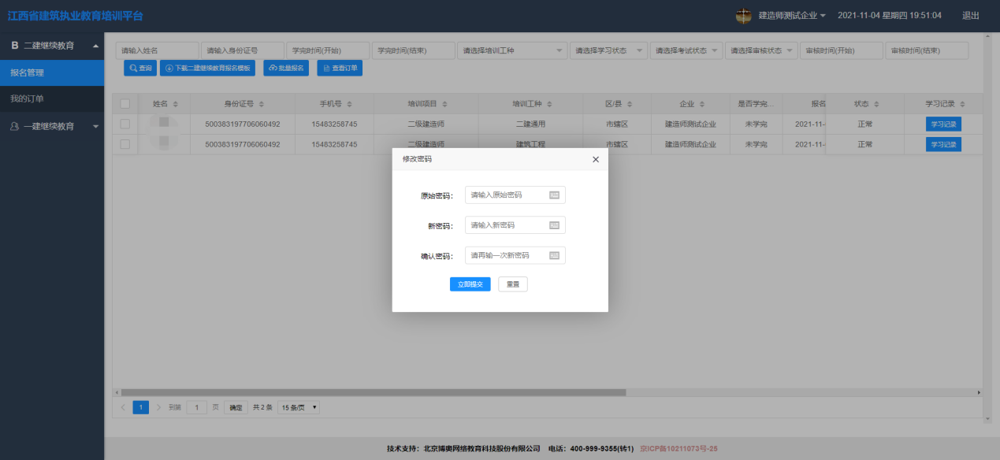 江西省建筑执业教育培训平台
建造师测试企业 2021-11-04 星期四 19:51:04 退出
B 二建继续教育
报名管理
我的订单
一建继续教育
请输入姓名 请输入身份证号 学完时间(开始) 学完时间(结束) 请选择培训工种 请选择学习状态 请选择考试状态 请选择审核状态 审核时间(开始) 审核时间(结束)
查询 下载二建继续教育报名模板 批量报名 查看订单
姓名 身份证号 手机号 培训项目 培训工种 区/县 企业 是否学完... 报名 状态 学习记录
500383197706060492 15483258745 二级建造师 二建通用 市辖区 建造师测试企业 未学完 2021-11- 正常 学习记录
500383197706060492 15483258745 二级建造师 建筑工程 市辖区 建造师测试企业 未学完 2021-11- 正常 学习记录
修改密码
原始密码： 请输入原始密码
新密码： 请输入新密码
确认密码： 请再输一次新密码
立即提交 重置
1 到第 1 页 确定 共 2 条 15 条/页
技术支持：北京博奥网络教育科技股份有限公司 电话：400-999-9355(转1) 京ICP备10211073号-25